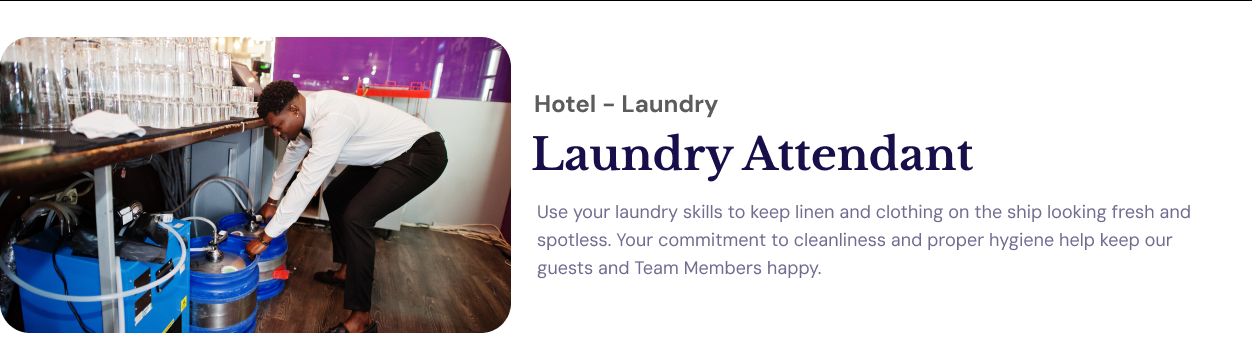 Hotel - Laundry
Laundry Attendant
Use your laundry skills to keep linen and clothing on the ship looking fresh and
spotless. Your commitment to cleanliness and proper hygiene help keep our
guests and Team Members happy.